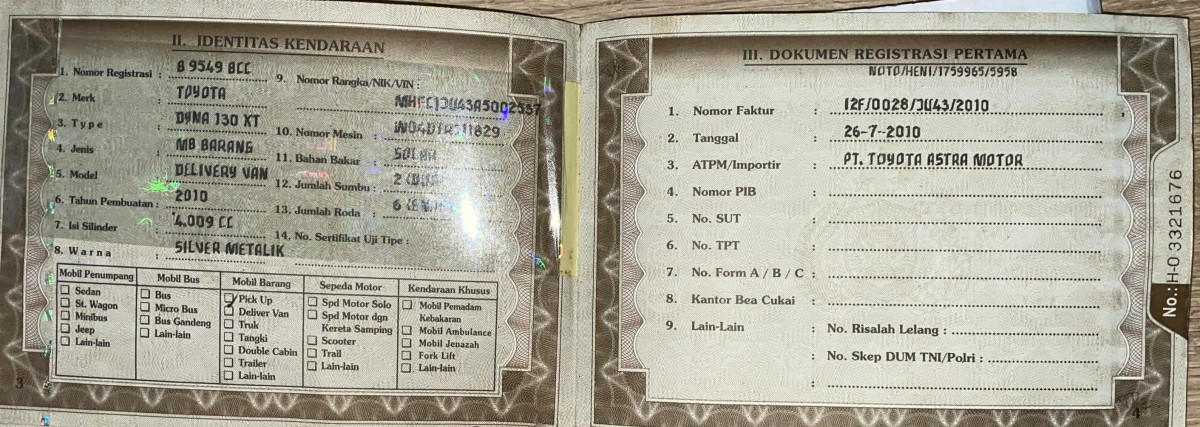 II. IDENTITAS KENDARAAN
1. Nomor Registrasi : B 9549 BCC
2. Merk : TOYOTA
3. Type : DYNA 130 XT
4. Jenis : MB BARANG
5. Model : DELIVERY VAN
6. Tahun Pembuatan : 2010
7. Isi Silinder : 4.009 CC
8. Warna : SILVER METALIK
9. Nomor Rangka/NIK/VIN :
10. Nomor Mesin :
11. Bahan Bakar : SOLAR
12. Jumlah Sumbu : 2
13. Jumlah Roda : 6
14. No. Sertifikat Uji Tipe :
Mobil Penumpang
Sedan
St. Wagon
Minibus
Jeep
Lain-lain
Mobil Bus
Bus
Micro Bus
Bus Gandeng
Lain-lain
Mobil Barang
Pick Up
Deliver Van
Truk
Tangki
Double Cabin
Trailer
Lain-lain
Sepeda Motor
Spd Motor Solo
Spd Motor dgn
Kereta Samping
Scooter
Trail
Lain-lain
Kendaraan Khusus
Mobil Pemadam
Kebakaran
Mobil Ambulance
Mobil Jenazah
Fork Lift
Lain-lain
3
III. DOKUMEN REGISTRASI PERTAMA
NOTO/HENI/1759965/5958
1. Nomor Faktur : 12F/0028/JU43/2010
2. Tanggal : 26-7-2010
3. ATPM/Importir : PT. TOYOTA ASTRA MOTOR
4. Nomor PIB :
5. No. SUT :
6. No. TPT :
7. No. Form A / B / C :
8. Kantor Bea Cukai :
9. Lain-Lain : No. Risalah Lelang :
: No. Skep DUM TNI/Polri :
:
4
No.: H-0 3321676